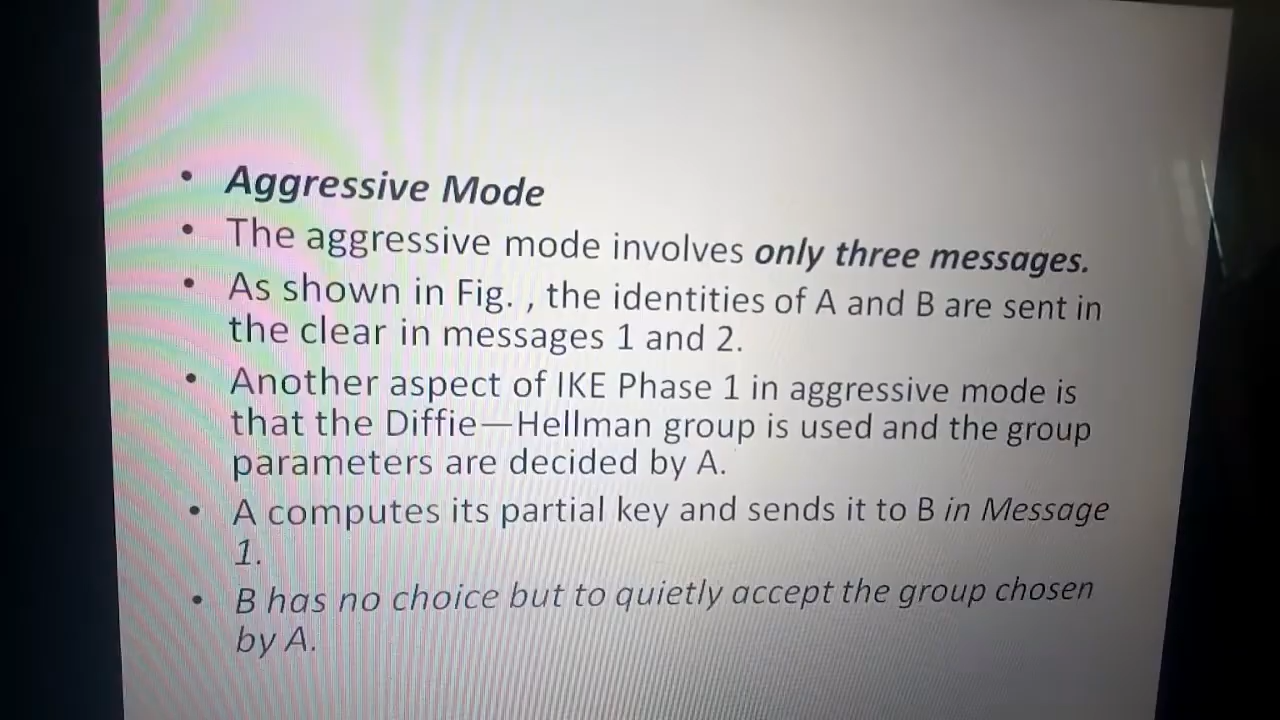 • Aggressive Mode
• The aggressive mode involves only three messages.
• As shown in Fig. , the identities of A and B are sent in
the clear in messages 1 and 2.
• Another aspect of IKE Phase 1 in aggressive mode is
that the Diffie—Hellman group is used and the group
parameters are decided by A.
• A computes its partial key and sends it to B in Message
1.
• B has no choice but to quietly accept the group chosen
by A.